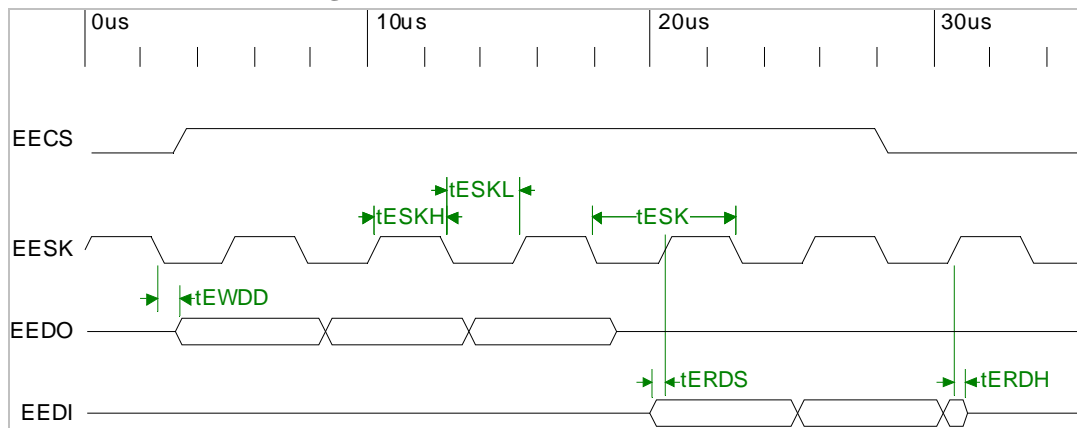 0us 10us 20us 30us
EECS
tESKL
tESKH tESK
EESK
tEWDD
EEDO
tERDS tERDH
EEDI